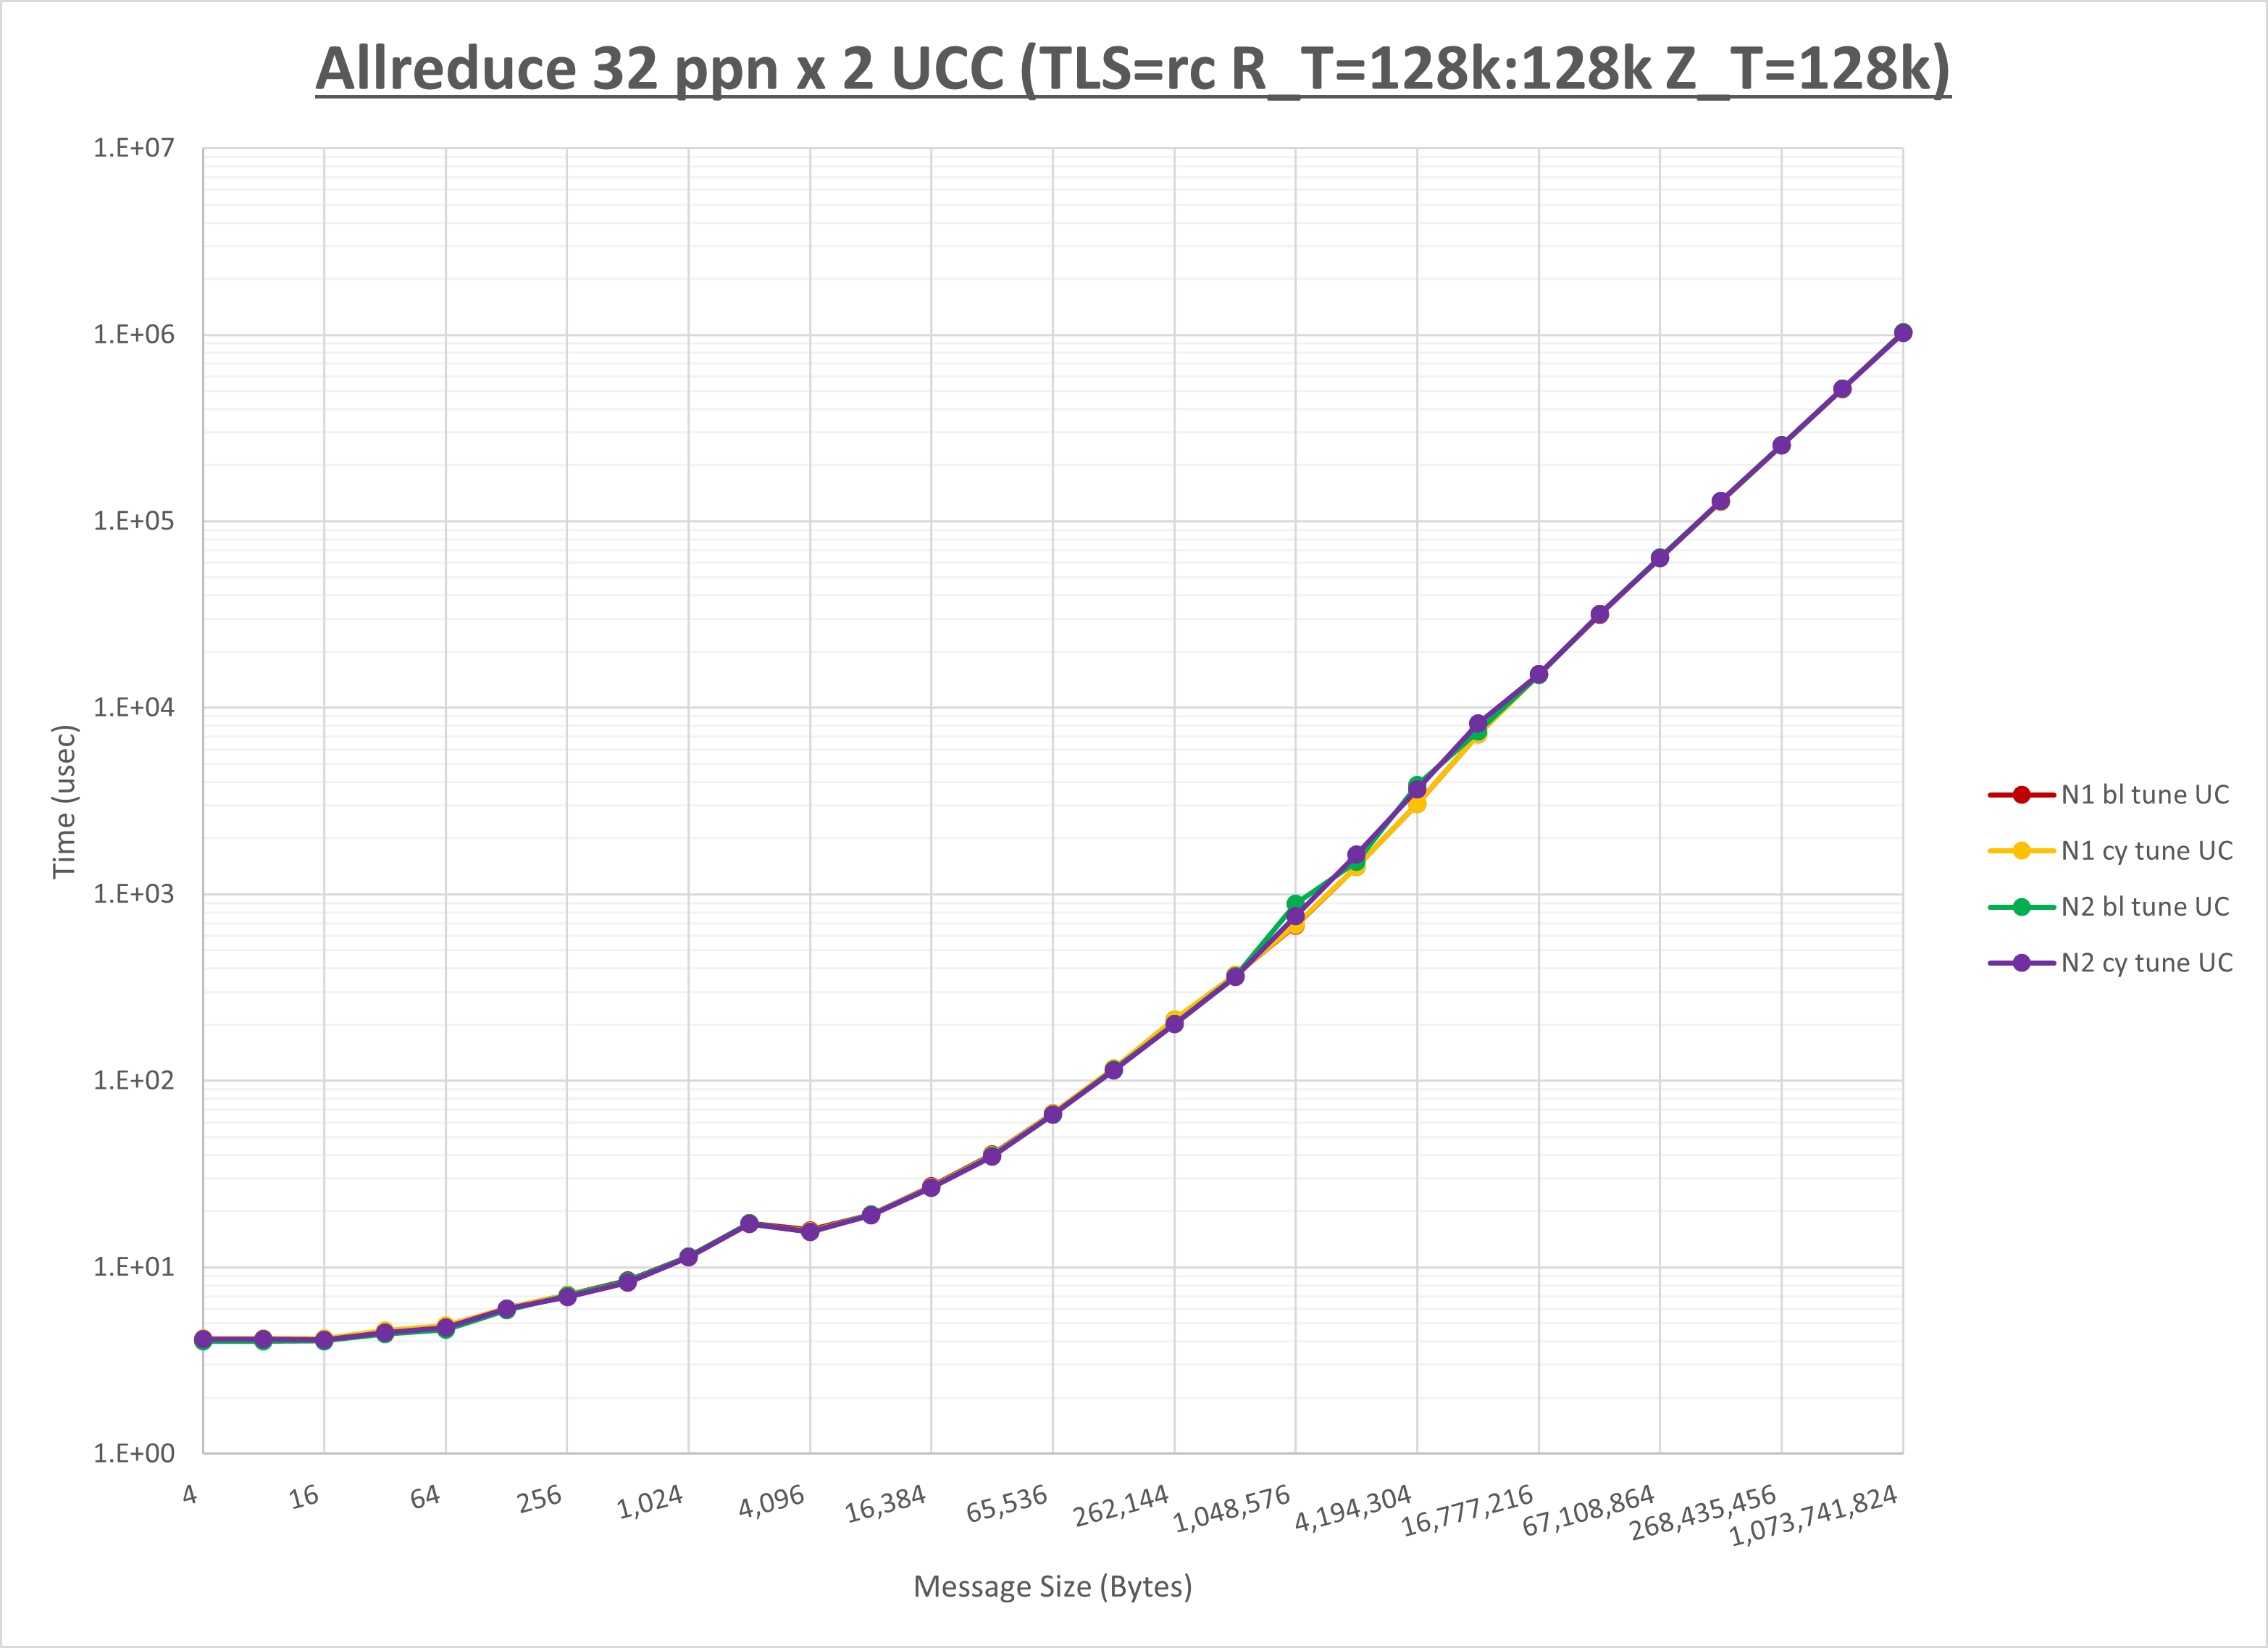 Allreduce 32 ppn x 2 UCC (TLS=rc R_T=128k:128k Z_T=128k)
1.E+07
1.E+06
1.E+05
1.E+04
1.E+03
1.E+02
1.E+01
1.E+00
Time (usec)
4
16
64
256
1,024
4,096
16,384
65,536
262,144
1,048,576
4,194,304
16,777,216
67,108,864
268,435,456
1,073,741,824
Message Size (Bytes)
N1 bl tune UC
N1 cy tune UC
N2 bl tune UC
N2 cy tune UC